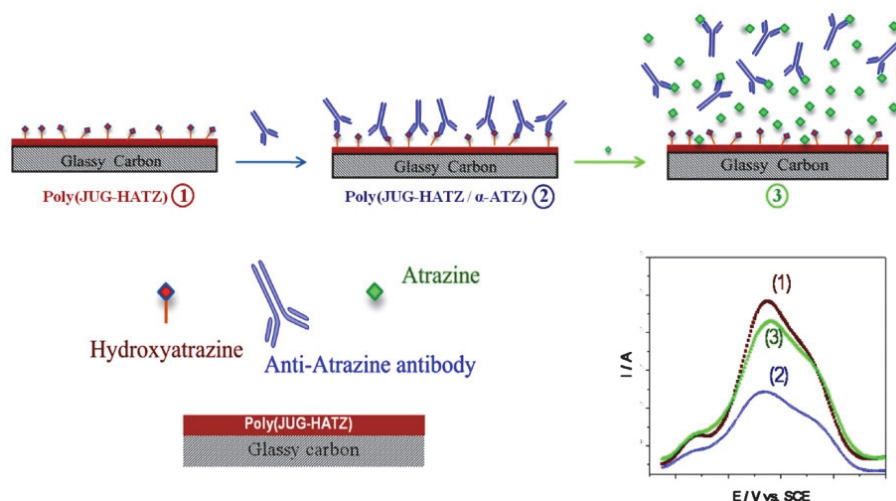 Glassy Carbon
Poly(JUG-HATZ) 1
Glassy Carbon
Poly(JUG-HATZ / α-ATZ) 2
Glassy Carbon
3
Hydroxyatrazine
Anti-Atrazine antibody
Atrazine
Poly(JUG-HATZ)
Glassy carbon
I / A
(1)
(3)
(2)
E / V vs. SCE